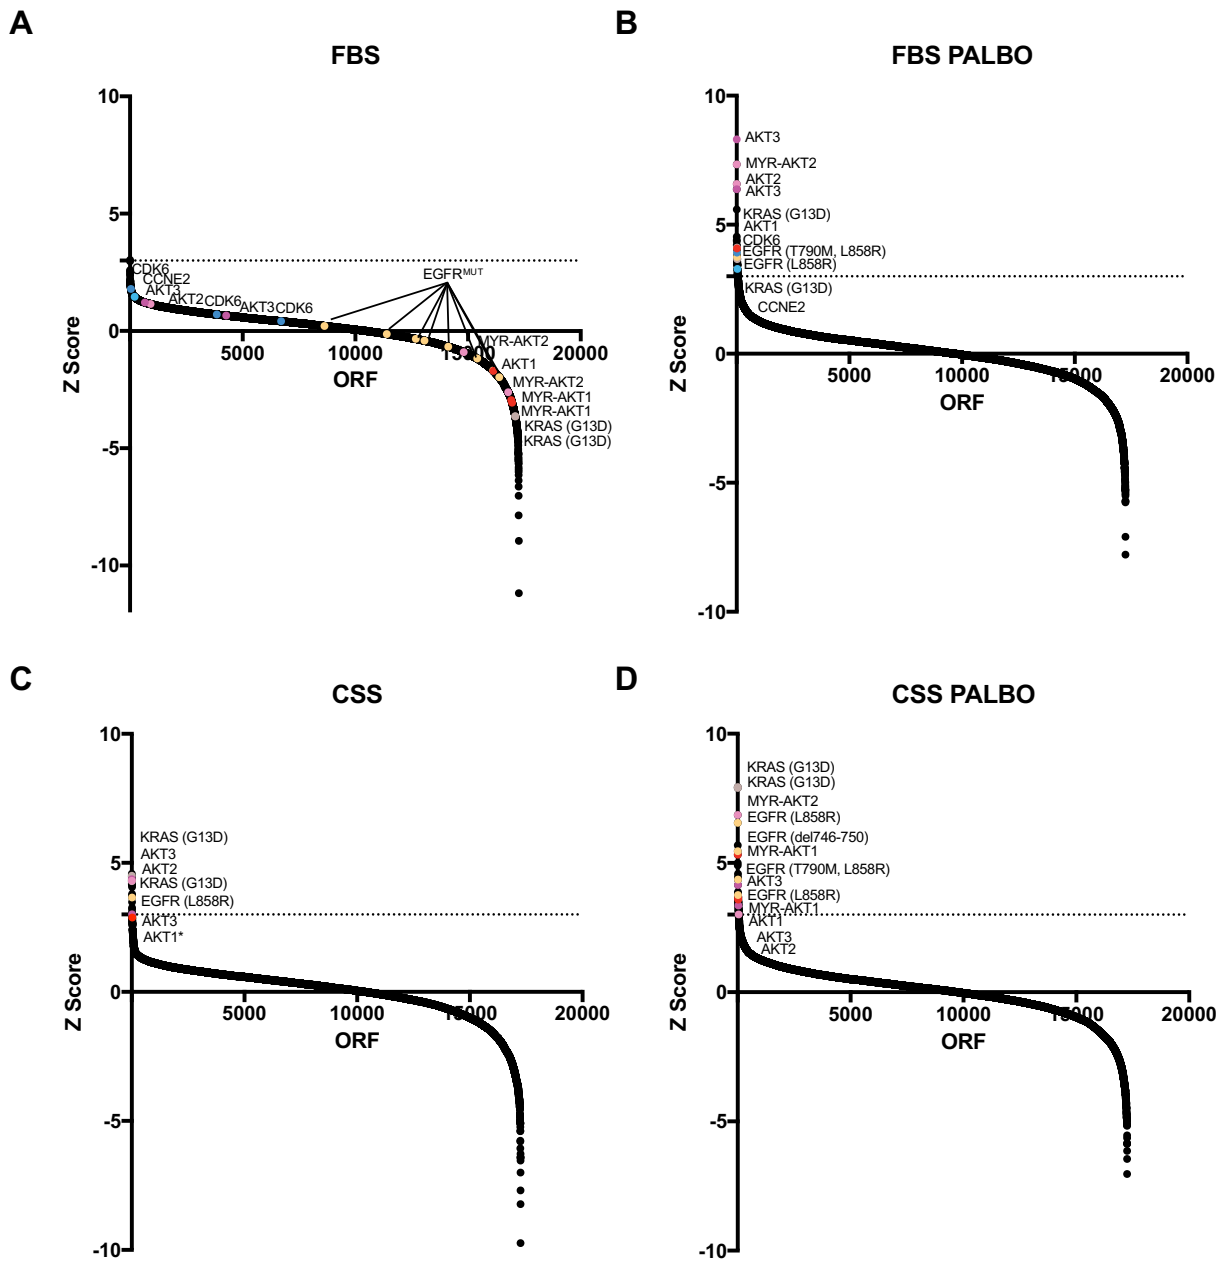 A
FBS
10
5
0
-5
-10
Z Score
5000
10000
15000
20000
ORF
CDK6
CCNE2
AKT3
AKT2
CDK6
AKT3
CDK6
EGFRMUT
MYR-AKT2
AKT1
MYR-AKT2
MYR-AKT1
MYR-AKT1
KRAS (G13D)
KRAS (G13D)
B
FBS PALBO
10
5
0
-5
-10
Z Score
5000
10000
15000
20000
ORF
AKT3
MYR-AKT2
AKT2
AKT3
KRAS (G13D)
AKT1
CDK6
EGFR (T790M, L858R)
EGFR (L858R)
KRAS (G13D)
CCNE2
C
CSS
10
5
0
-5
-10
Z Score
5000
10000
15000
20000
ORF
KRAS (G13D)
AKT3
AKT2
KRAS (G13D)
EGFR (L858R)
AKT3
AKT1*
D
CSS PALBO
10
5
0
-5
-10
Z Score
5000
10000
15000
20000
ORF
KRAS (G13D)
KRAS (G13D)
MYR-AKT2
EGFR (L858R)
EGFR (del746-750)
MYR-AKT1
EGFR (T790M, L858R)
AKT3
EGFR (L858R)
MYR-AKT1
AKT1
AKT3
AKT2